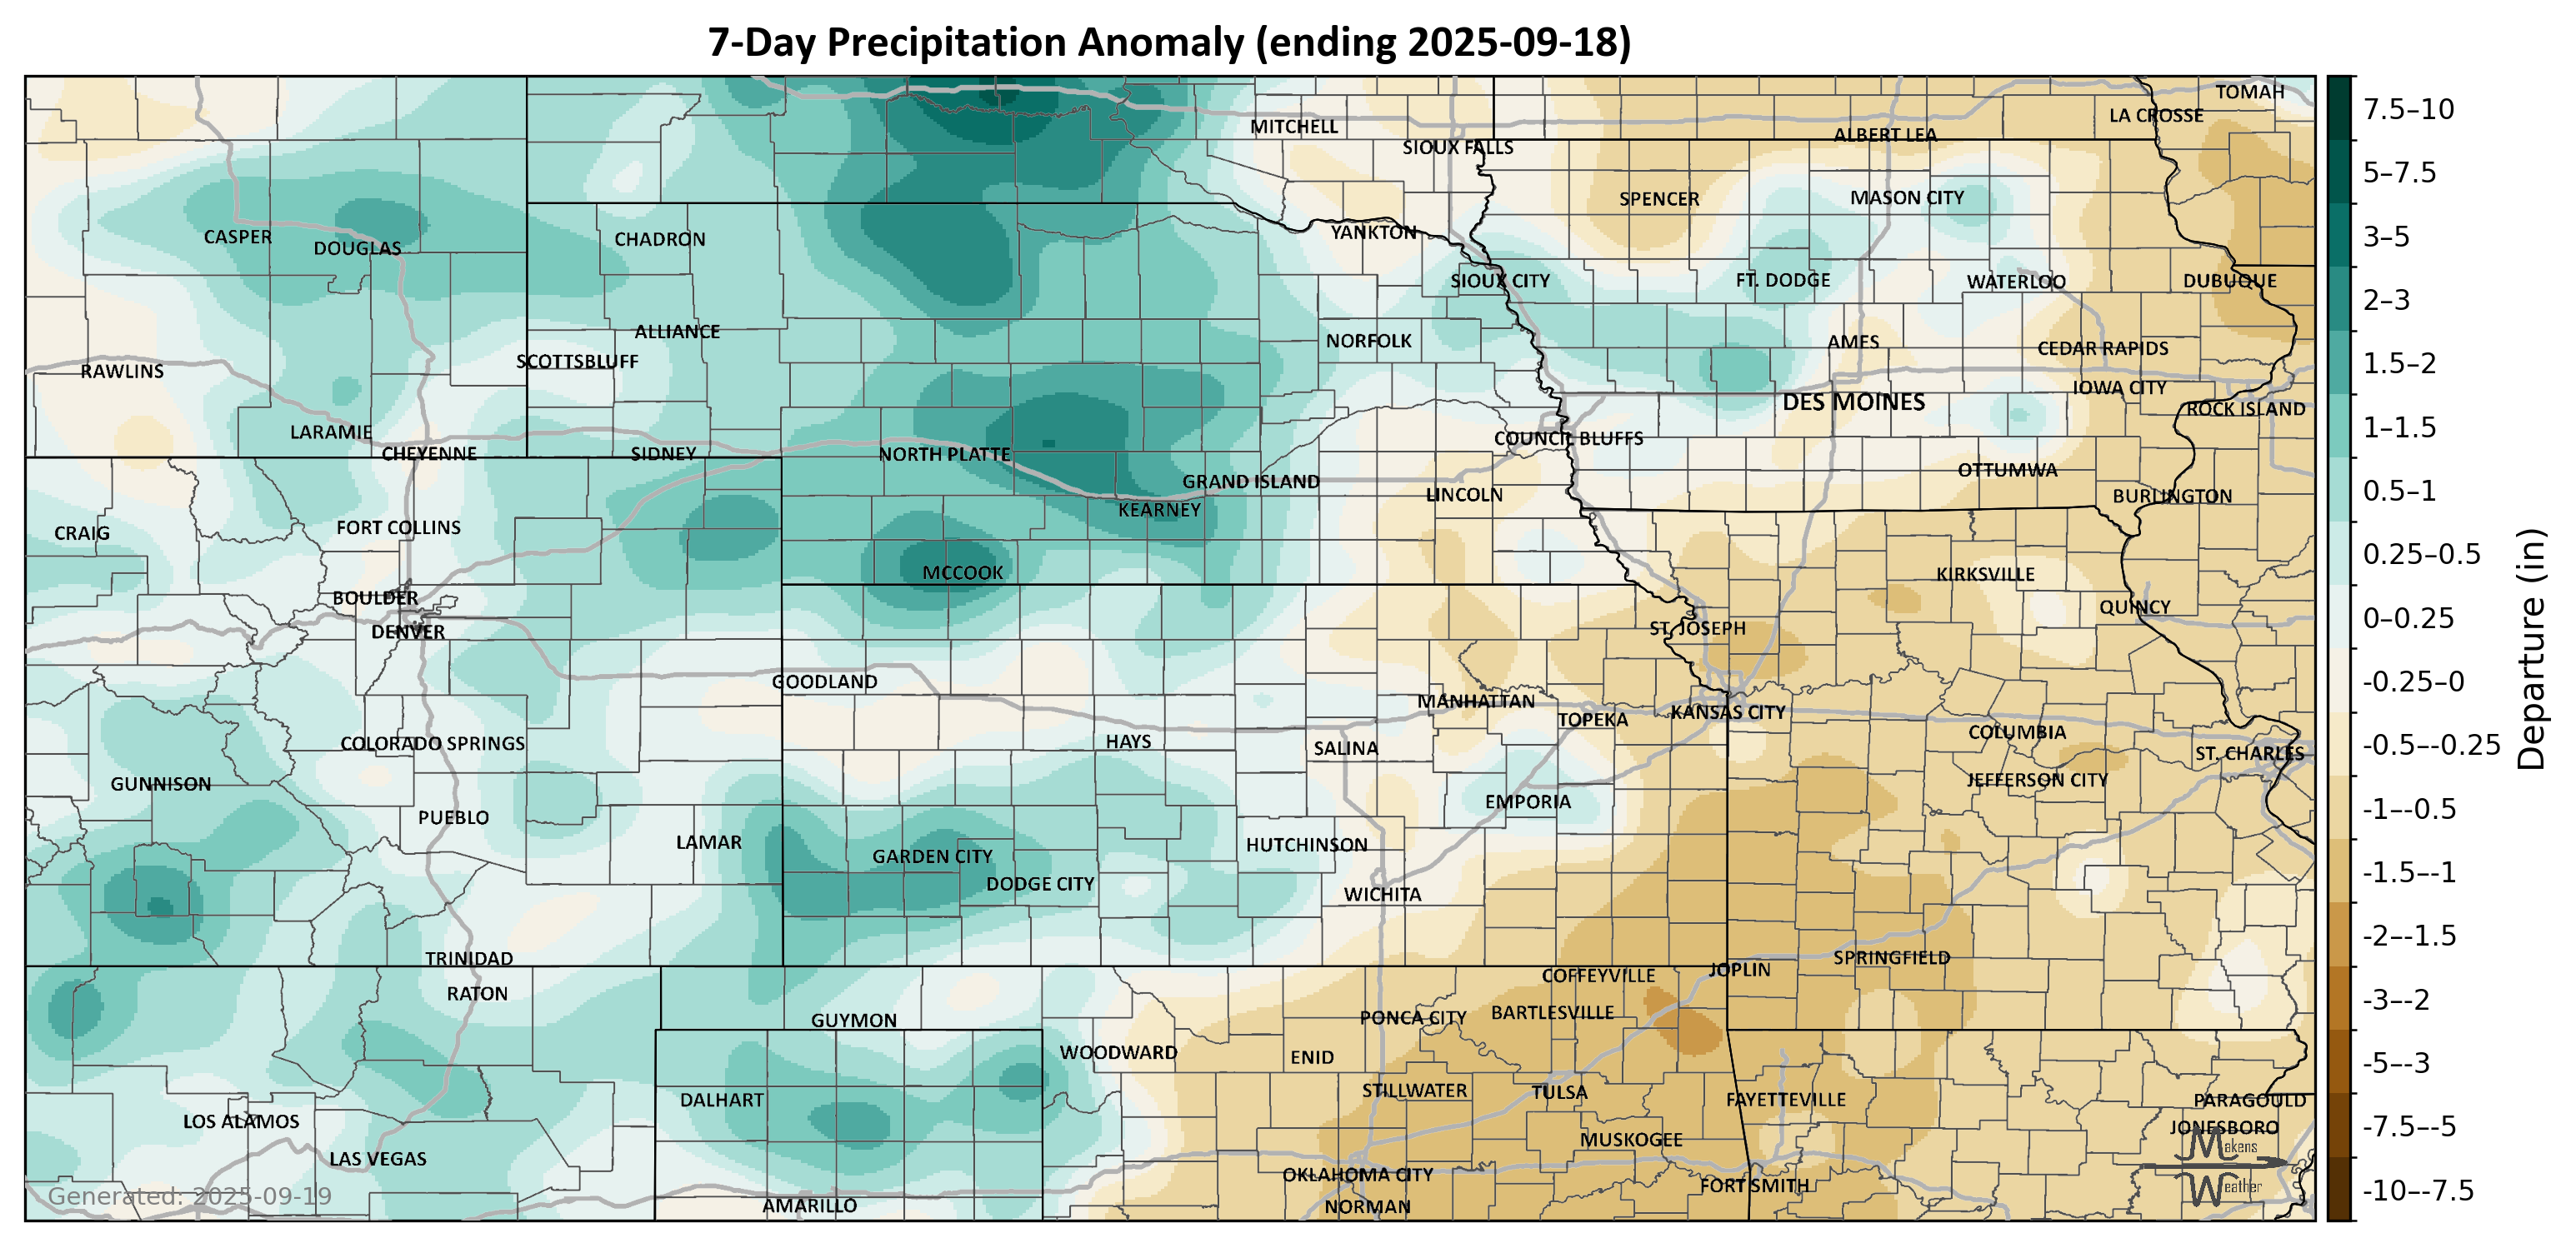 7-Day Precipitation Anomaly (ending 2025-09-18)
TOMAH
LA CROSSE
MITCHELL
ALBERT LEA
SIOUX FALLS
SPENCER
MASON CITY
CASPER
DOUGLAS
CHADRON
YANKTON
SIOUX CITY
FT. DODGE
WATERLOO
DUBUQUE
ALLIANCE
NORFOLK
AMES
CEDAR RAPIDS
SCOTTSBLUFF
RAWLINS
IOWA CITY
DES MOINES
ROCK ISLAND
LARAMIE
COUNCIL BLUFFS
CHEYENNE
SIDNEY
NORTH PLATTE
OTTUMWA
GRAND ISLAND
LINCOLN
BURLINGTON
KEARNEY
CRAIG
FORT COLLINS
MCCOOK
KIRKSVILLE
BOULDER
QUINCY
DENVER
ST. JOSEPH
GOODLAND
MANHATTAN
TOPEKA
KANSAS CITY
COLUMBIA
COLORADO SPRINGS
HAYS
SALINA
ST. CHARLES
GUNNISON
JEFFERSON CITY
EMPORIA
PUEBLO
LAMAR
HUTCHINSON
GARDEN CITY
DODGE CITY
WICHITA
TRINIDAD
SPRINGFIELD
JOPLIN
COFFEYVILLE
RATON
GUYMON
PONCA CITY
BARTLESVILLE
WOODWARD
ENID
STILLWATER
TULSA
DALHART
FAYETTEVILLE
PARAGOULD
LOS ALAMOS
JONESBORO
MUSKOGEE
LAS VEGAS
OKLAHOMA CITY
FORT SMITH
AMARILLO
NORMAN
Generated: 2025-09-19
Makens
Weather
7.5–10
5–7.5
3–5
2–3
1.5–2
1–1.5
0.5–1
0.25–0.5
0–0.25
-0.25–0
-0.5–-0.25
-1–-0.5
-1.5–-1
-2–-1.5
-3–-2
-5–-3
-7.5–-5
-10–-7.5
Departure (in)